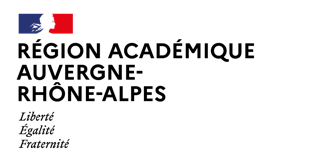 RÉGION ACADÉMIQUE
AUVERGNE-
RHÔNE-ALPES
Liberté
Égalité
Fraternité